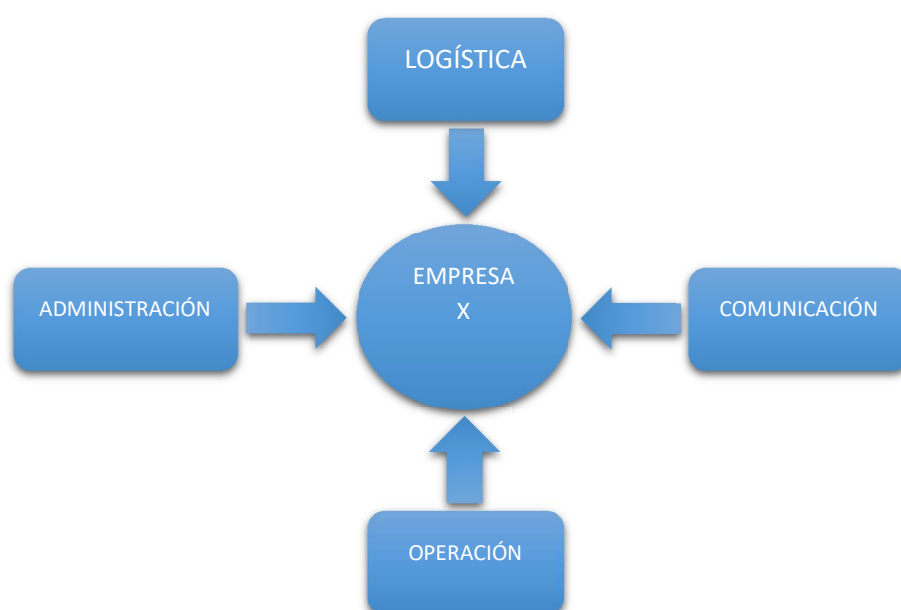 LOGÍSTICA
EMPRESA
X
ADMINISTRACIÓN
COMUNICACIÓN
OPERACIÓN